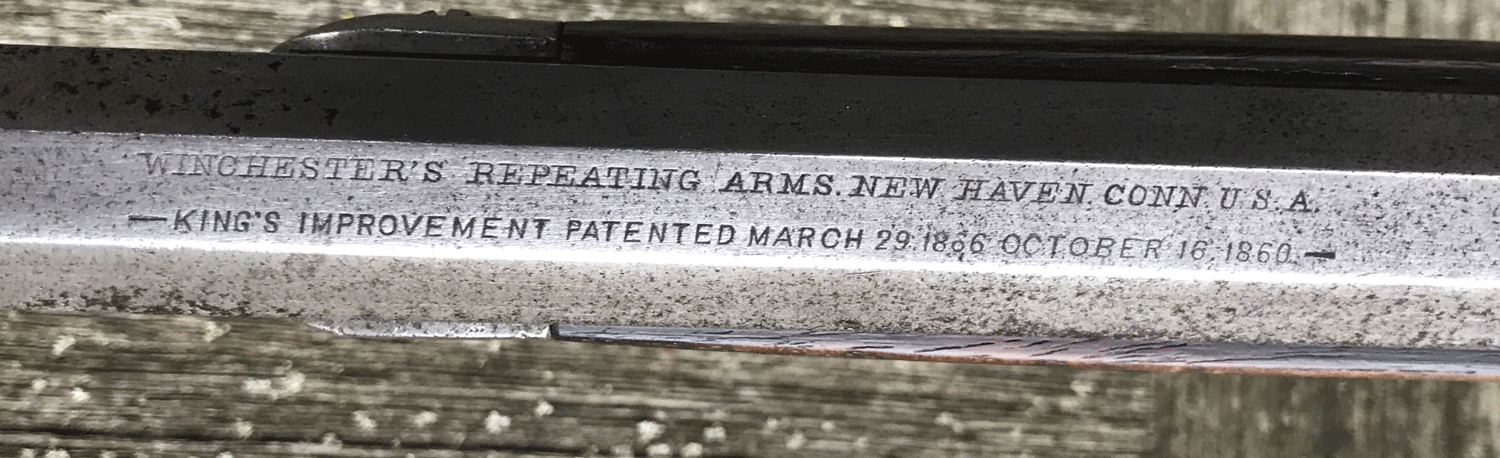 WINCHESTER'S REPEATING ARMS. NEW HAVEN. CONN. U.S.A.
— KING'S IMPROVEMENT PATENTED MARCH 29.1866 OCTOBER 16.1860. —